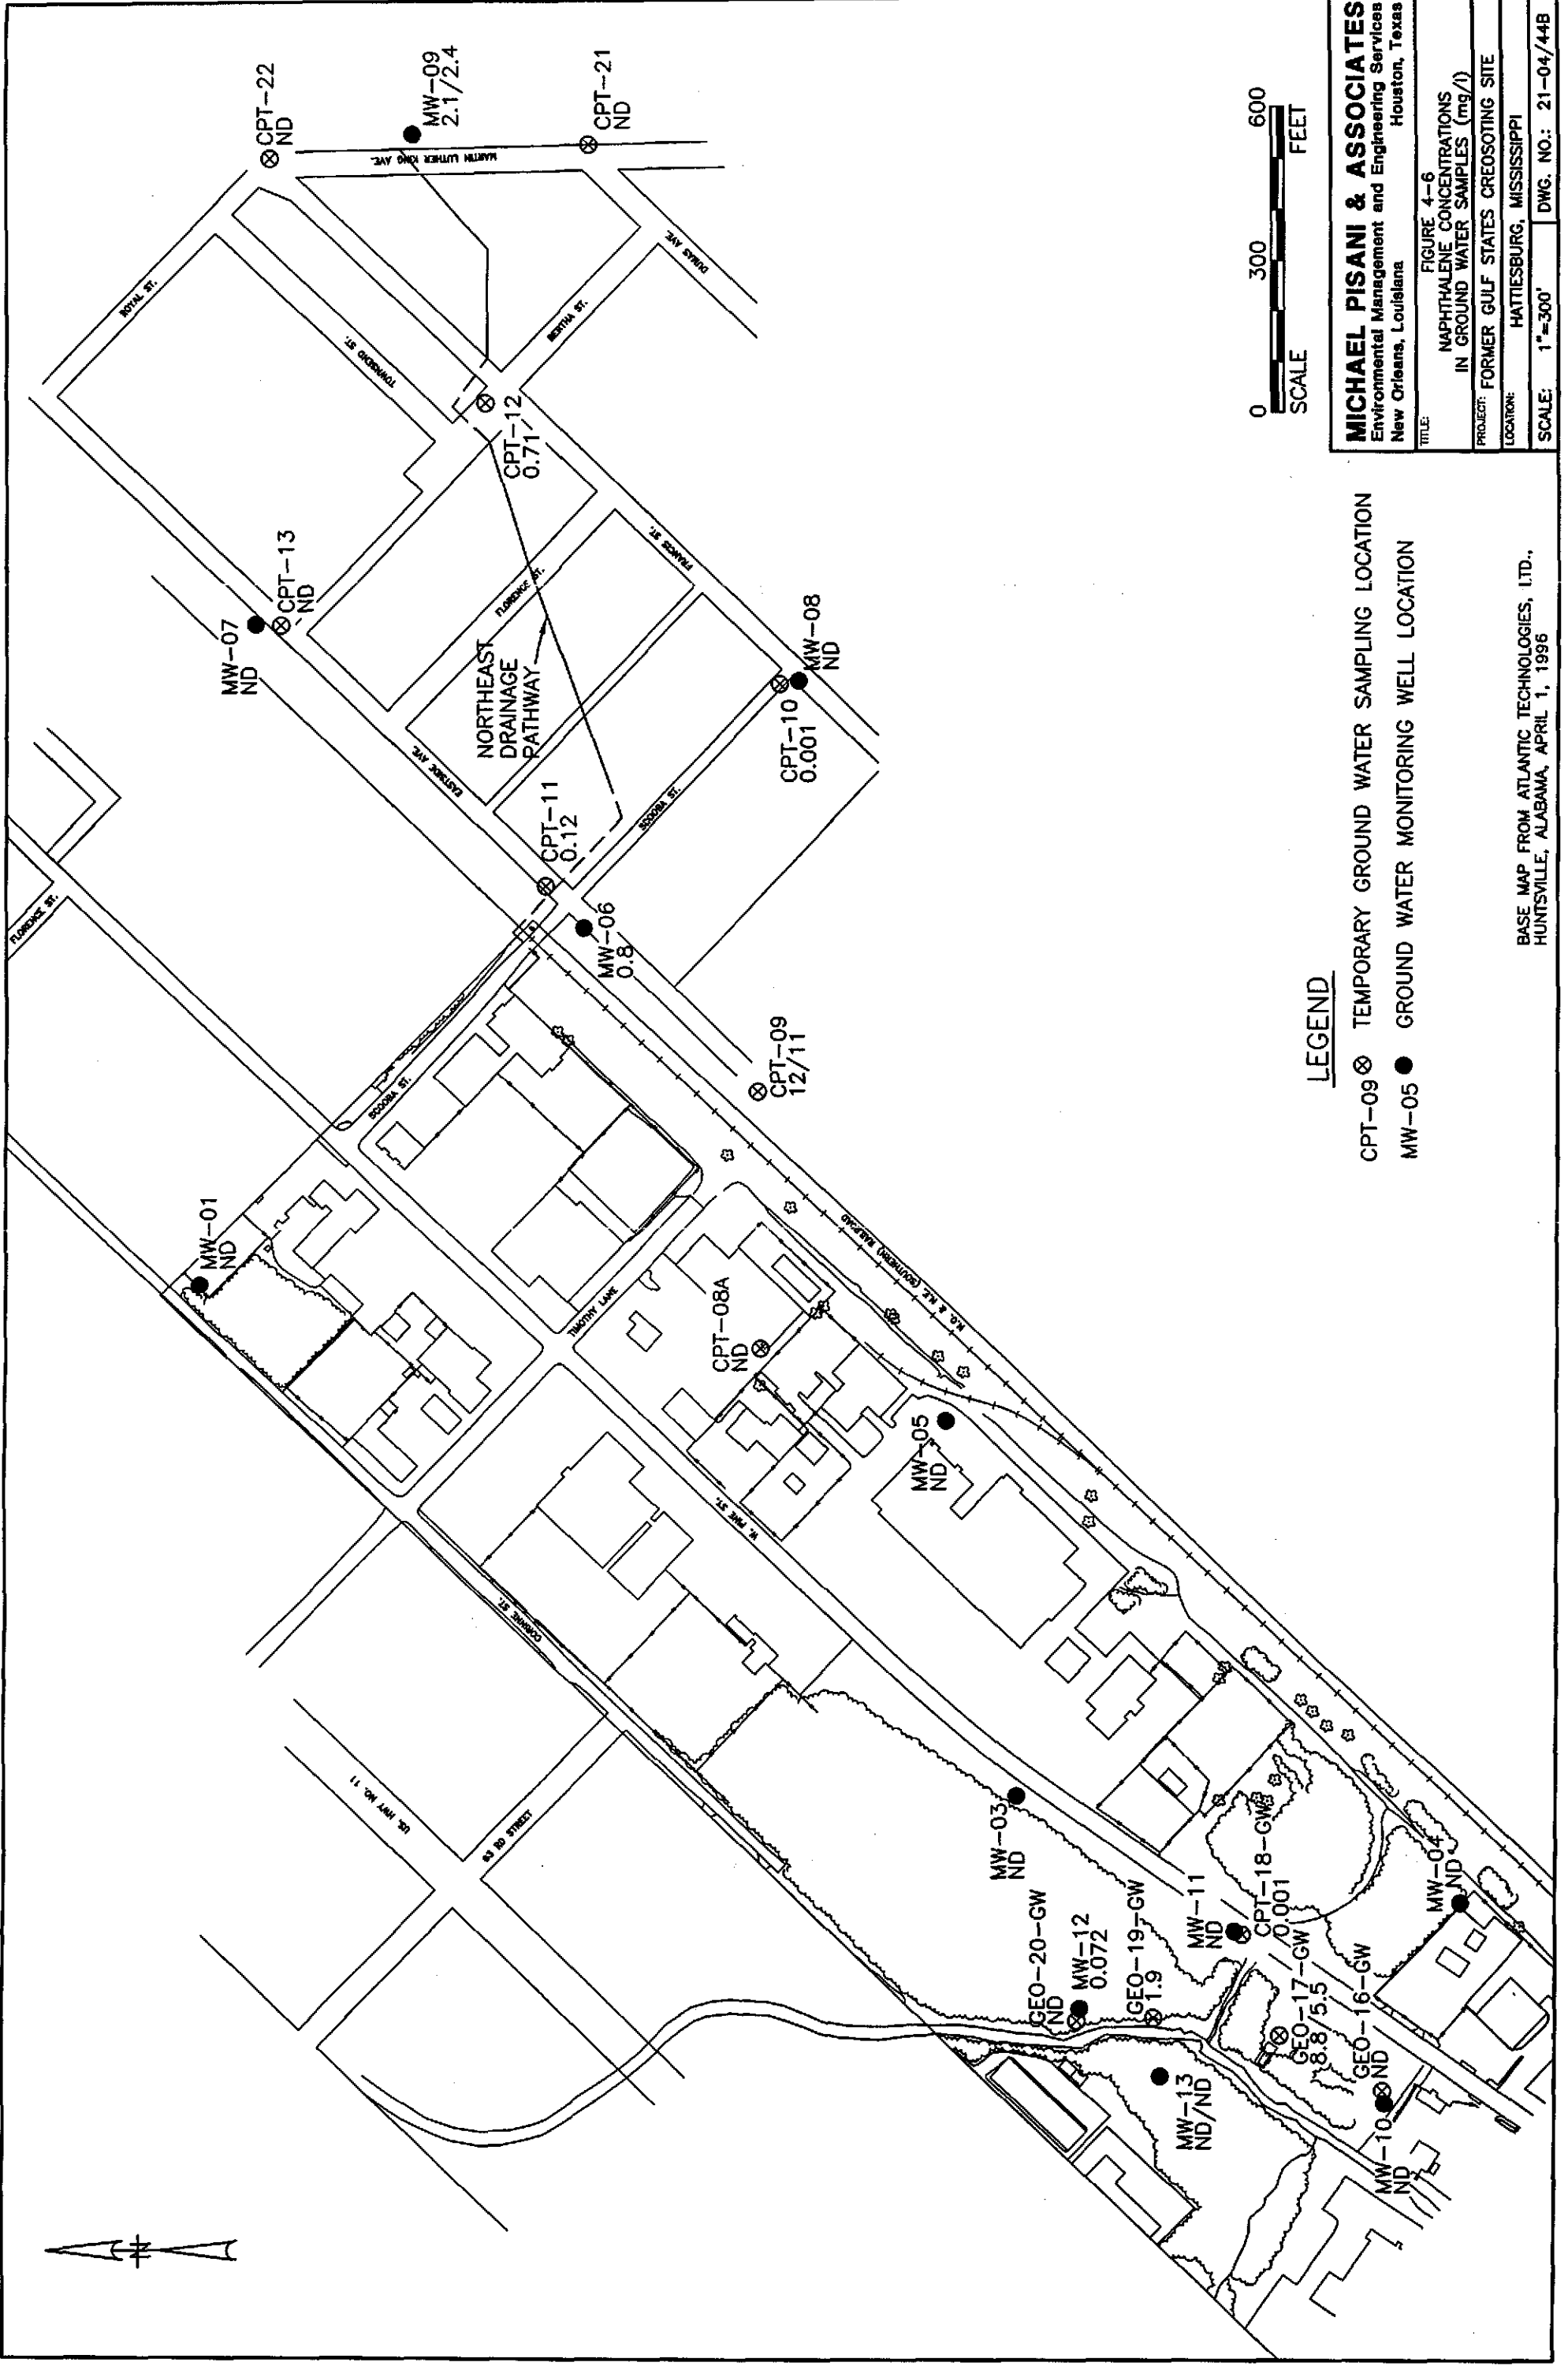 FLORENCE ST.
MW-01
ND
MW-07
ND
CPT-13
ND
ROYAL ST.
TOWNSEND ST.
CPT-22
ND
MW-09
2.1/2.4
MARTIN LUTHER KING AVE.
CPT-21
ND
DUMAS AVE.
BERTHA ST.
CPT-12
0.71
FLORENCE ST.
FRANCIS ST.
NORTHEAST
DRAINAGE
PATHWAY
EASTSIDE AVE.
CPT-11
0.12
SCOOBA ST.
CPT-10
0.001
MW-08
ND
MW-06
0.8
SCOOBA ST.
CPT-09
12/11
TIMOTHY LANE
CPT-08A
ND
N.O. & N.E. (SOUTHERN) RAILROAD
MW-05
ND
W. PINE ST.
CORINNE ST.
US. HWY NO. 11
63 RD STREET
MW-03
ND
GEO-20-GW
ND
MW-12
0.072
GEO-19-GW
1.9
MW-11
ND
CPT-18-GW
0.001
MW-04
ND
GEO-17-GW
8.8/5.5
GEO-16-GW
ND
MW-10
ND
MW-13
ND/ND
N
LEGEND
CPT-09 TEMPORARY GROUND WATER SAMPLING LOCATION
MW-05 GROUND WATER MONITORING WELL LOCATION
BASE MAP FROM ATLANTIC TECHNOLOGIES, LTD.,
HUNTSVILLE, ALABAMA, APRIL 1, 1996
0 300 600
SCALE FEET
MICHAEL PISANI & ASSOCIATES
Environmental Management and Engineering Services
New Orleans, Louisiana Houston, Texas
TITLE: FIGURE 4-6
NAPHTHALENE CONCENTRATIONS
IN GROUND WATER SAMPLES (mg/l)
PROJECT: FORMER GULF STATES CREOSOTING SITE
LOCATION: HATTIESBURG, MISSISSIPPI
SCALE: 1"=300' DWG. NO.: 21-04/44B